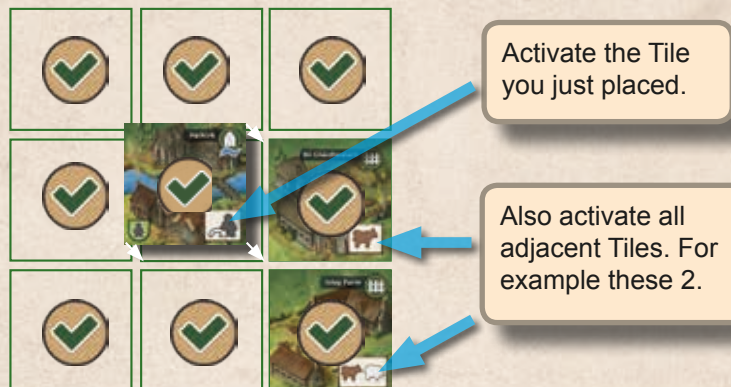 Activate the Tile
you just placed.
Also activate all
adjacent Tiles. For
example these 2.